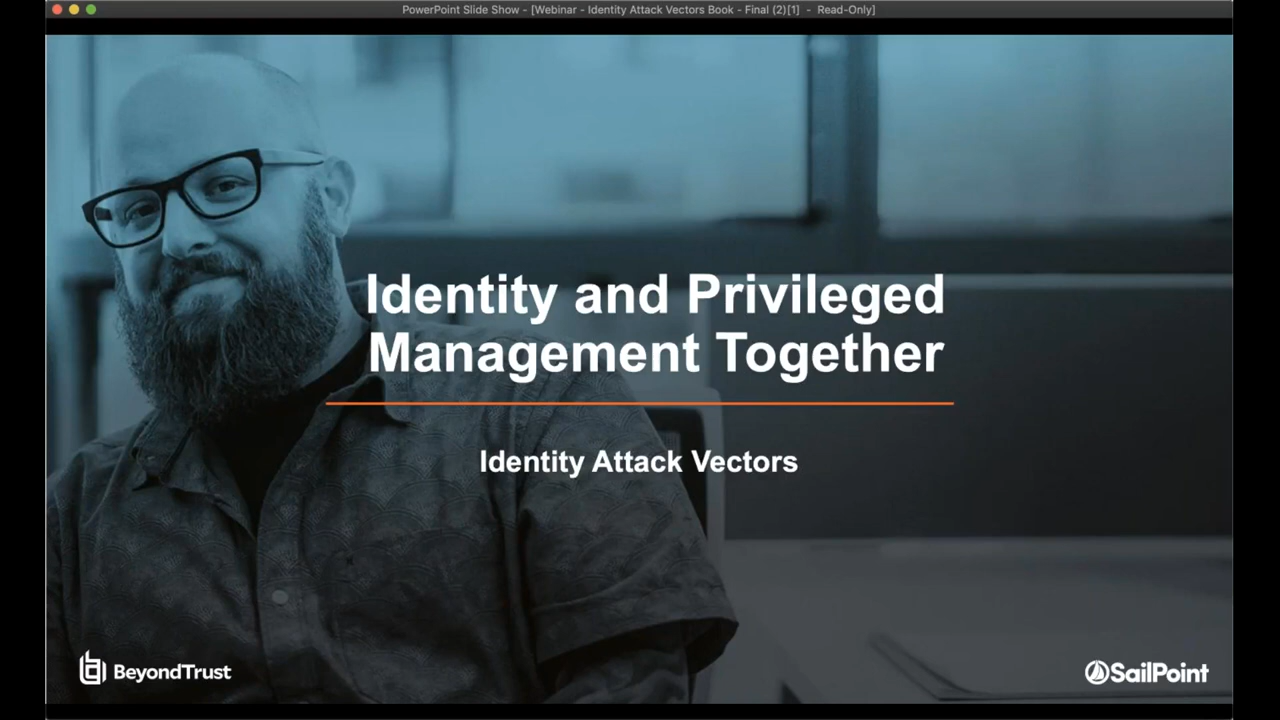 PowerPoint Slide Show - [Webinar - Identity Attack Vectors Book - Final (2)[1] - Read-Only]
Identity and Privileged
Management Together
Identity Attack Vectors
BeyondTrust
SailPoint